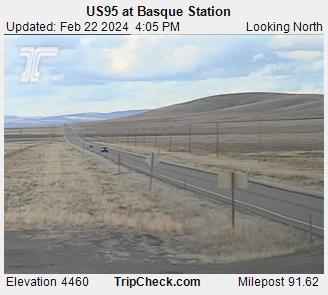 US95 at Basque Station
Updated: Feb 22 2024 4:05 PM Looking North
Elevation 4460 TripCheck.com Milepost 91.62